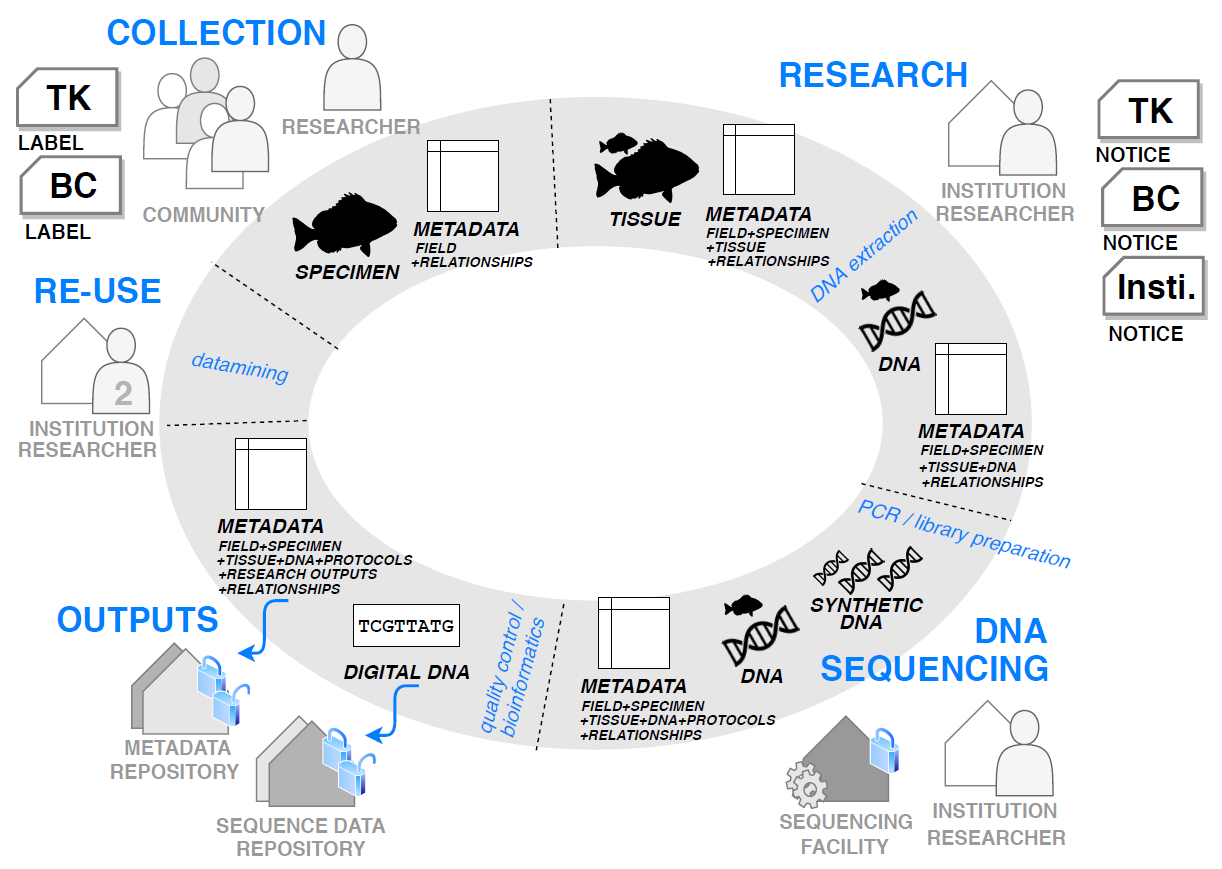 COLLECTION
TK
LABEL
BC
LABEL
COMMUNITY
RESEARCHER
SPECIMEN
METADATA
FIELD
+RELATIONSHIPS
TISSUE
METADATA
FIELD+SPECIMEN
+TISSUE
+RELATIONSHIPS
RESEARCH
INSTITUTION
RESEARCHER
TK
NOTICE
BC
NOTICE
Insti.
NOTICE
DNA extraction
DNA
METADATA
FIELD+SPECIMEN
+TISSUE+DNA
+RELATIONSHIPS
PCR / library preparation
SYNTHETIC
DNA
DNA
DNA
SEQUENCING
METADATA
FIELD+SPECIMEN
+TISSUE+DNA+PROTOCOLS
+RELATIONSHIPS
SEQUENCING
FACILITY
INSTITUTION
RESEARCHER
quality control /
bioinformatics
TCGTTATG
DIGITAL DNA
METADATA
FIELD+SPECIMEN
+TISSUE+DNA+PROTOCOLS
+RESEARCH OUTPUTS
+RELATIONSHIPS
OUTPUTS
METADATA
REPOSITORY
SEQUENCE DATA
REPOSITORY
RE-USE
2
INSTITUTION
RESEARCHER
datamining